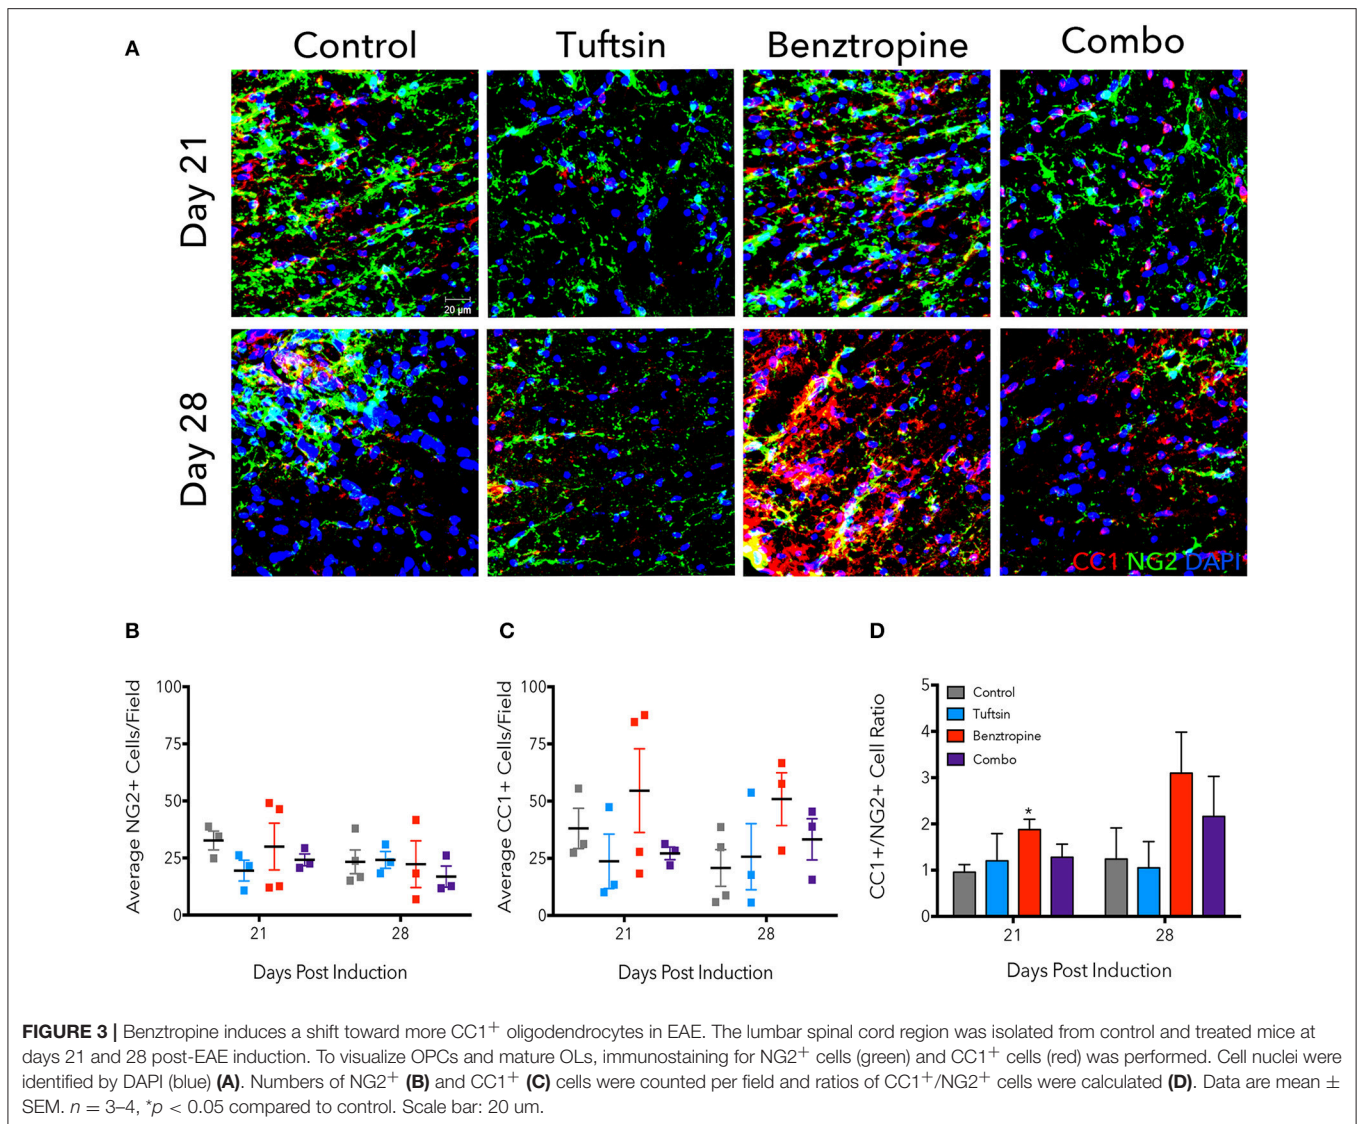 A
Control
Tuftsin
Benztropine
Combo
Day 21
20 µm
Day 28
CC1 NG2 DAPI
B
Average NG2+ Cells/Field
100
75
50
25
0
21
28
Days Post Induction
C
Average CC1+ Cells/Field
100
75
50
25
0
21
28
Days Post Induction
D
CC1+/NG2+ Cell Ratio
5
4
3
2
1
0
Control
Tuftsin
Benztropine
Combo
*
21
28
Days Post Induction
FIGURE 3 | Benztropine induces a shift toward more CC1+ oligodendrocytes in EAE. The lumbar spinal cord region was isolated from control and treated mice at
days 21 and 28 post-EAE induction. To visualize OPCs and mature OLs, immunostaining for NG2+ cells (green) and CC1+ cells (red) was performed. Cell nuclei were
identified by DAPI (blue) (A). Numbers of NG2+ (B) and CC1+ (C) cells were counted per field and ratios of CC1+/NG2+ cells were calculated (D). Data are mean ±
SEM. n = 3–4, *p < 0.05 compared to control. Scale bar: 20 um.